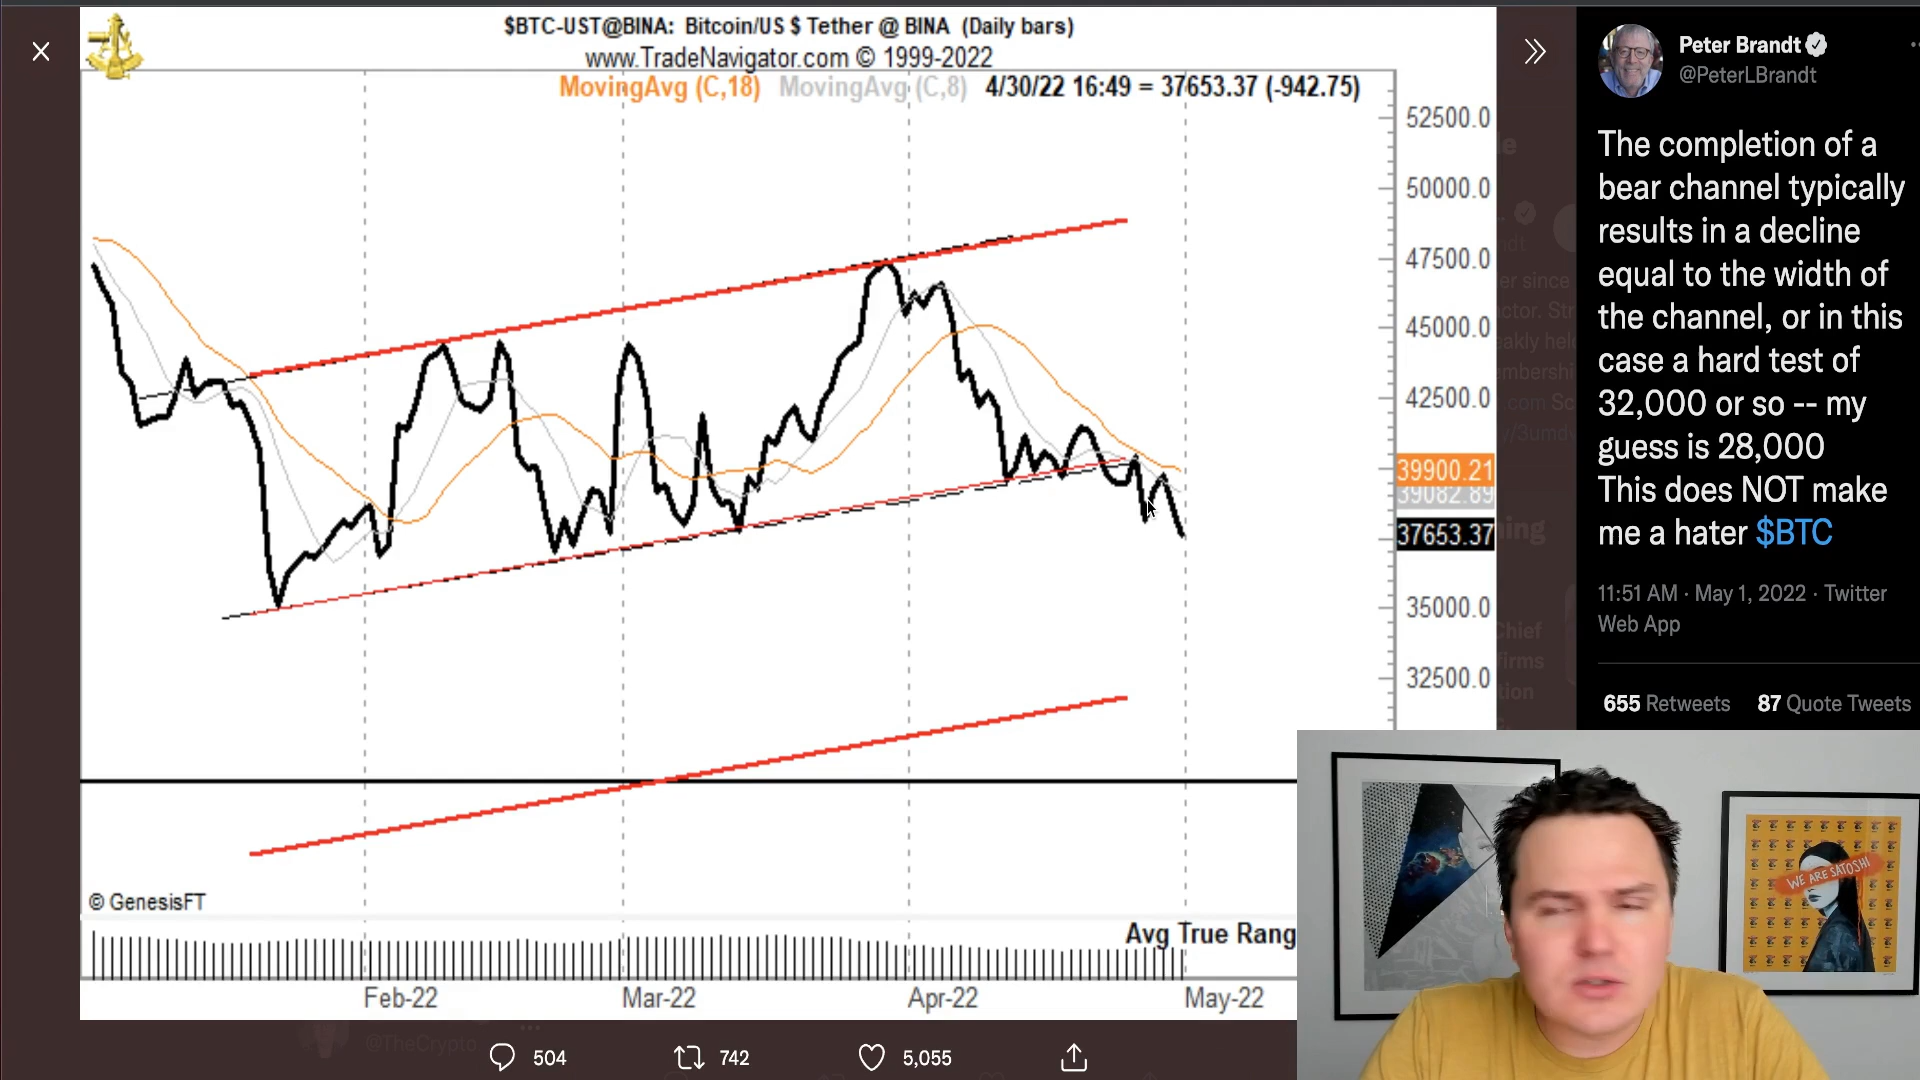 $BTC-UST@BINA: Bitcoin/US $ Tether @ BINA (Daily bars)
www.TradeNavigator.com © 1999-2022
MovingAvg (C,18) MovingAvg (C,8) 4/30/22 16:49 = 37653.37 (-942.75)
52500.0
50000.0
47500.0
45000.0
42500.0
39900.21
39082.89
37653.37
35000.0
32500.0
© GenesisFT
Avg True Rang
Feb-22 Mar-22 Apr-22 May-22
@TheCrypto
504 742 5,055
Peter Brandt
@PeterLBrandt
The completion of a
bear channel typically
results in a decline
equal to the width of
the channel, or in this
case a hard test of
32,000 or so -- my
guess is 28,000
This does NOT make
me a hater $BTC
11:51 AM · May 1, 2022 · Twitter
Web App
655 Retweets 87 Quote Tweets
WE ARE SATOSHI